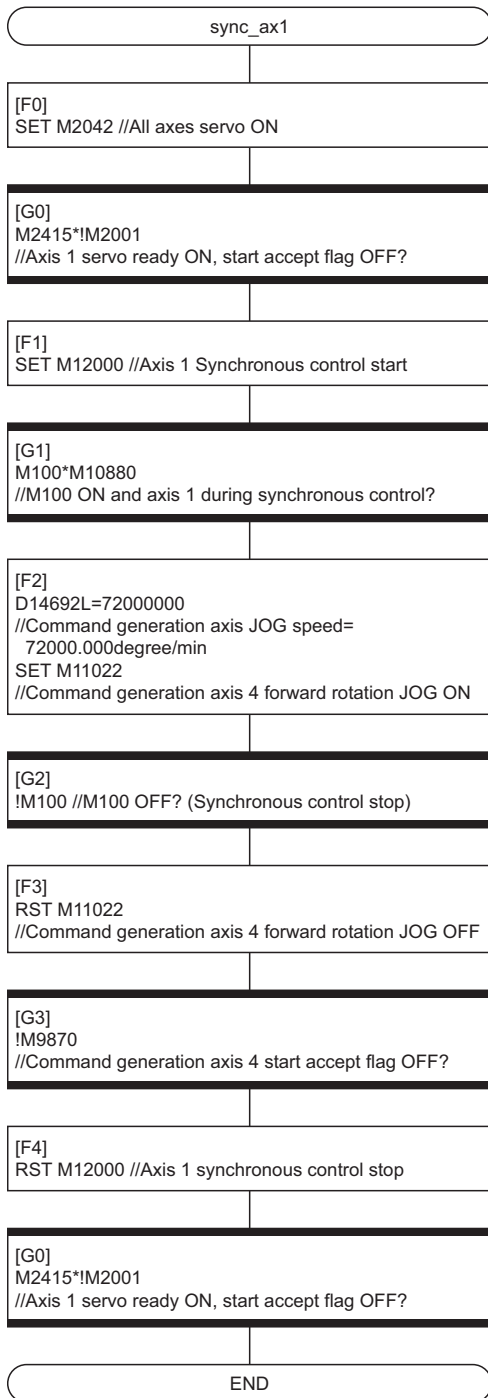 sync_ax1
[F0]
SET M2042 //All axes servo ON
[G0]
M2415*!M2001
//Axis 1 servo ready ON, start accept flag OFF?
[F1]
SET M12000 //Axis 1 Synchronous control start
[G1]
M100*M10880
//M100 ON and axis 1 during synchronous control?
[F2]
D14692L=72000000
//Command generation axis JOG speed=
72000.000degree/min
SET M11022
//Command generation axis 4 forward rotation JOG ON
[G2]
!M100 //M100 OFF? (Synchronous control stop)
[F3]
RST M11022
//Command generation axis 4 forward rotation JOG OFF
[G3]
!M9870
//Command generation axis 4 start accept flag OFF?
[F4]
RST M12000 //Axis 1 synchronous control stop
[G0]
M2415*!M2001
//Axis 1 servo ready ON, start accept flag OFF?
END